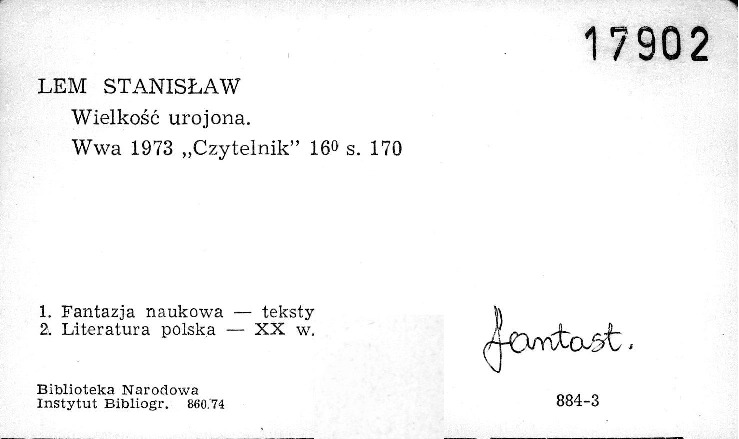 17902
LEM STANISŁAW
Wielkość urojona.
Wwa 1973 „Czytelnik” 16⁰ s. 170
1. Fantazja naukowa — teksty
2. Literatura polska — XX w.
fantast.
Biblioteka Narodowa
Instytut Bibliogr. 860.74
884-3